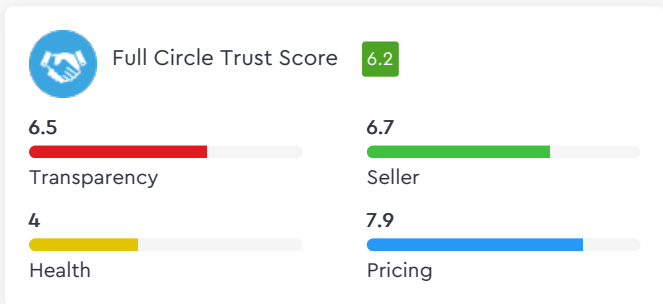 Full Circle Trust Score 6.2
6.5
Transparency
6.7
Seller
4
Health
7.9
Pricing